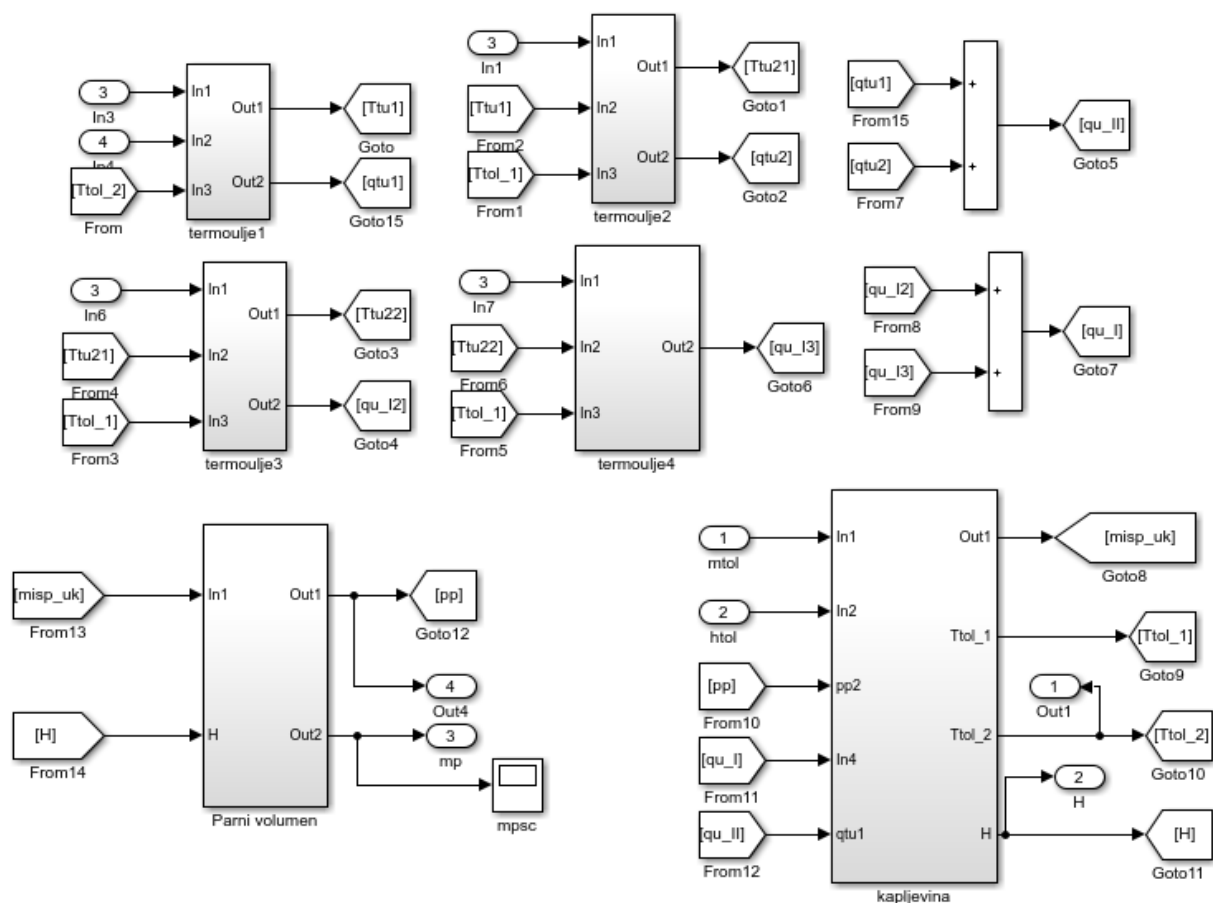 3
In3
4
In4
[Ttol_2]
From
In1
In2
In3
Out1
Out2
termoulje1
[Ttu1]
Goto
[qtu1]
Goto15
3
In1
[Ttu1]
From2
[Ttol_1]
From1
In1
In2
In3
Out1
Out2
termoulje2
[Ttu21]
Goto1
[qtu2]
Goto2
[qtu1]
From15
[qtu2]
From7
+
+
[qu_II]
Goto5
3
In6
[Ttu21]
From4
[Ttol_1]
From3
In1
In2
In3
Out1
Out2
termoulje3
[Ttu22]
Goto3
[qu_I2]
Goto4
3
In7
[Ttu22]
From6
[Ttol_1]
From5
In1
In2
In3
Out2
termoulje4
[qu_I3]
Goto6
[qu_I2]
From8
[qu_I3]
From9
+
+
[qu_I]
Goto7
[misp_uk]
From13
[H]
From14
In1
H
Out1
Out2
Parni volumen
[pp]
Goto12
4
Out4
3
mp
mpsc
1
mtol
2
htol
[pp]
From10
[qu_I]
From11
[qu_II]
From12
In1
In2
pp2
In4
qtu1
Out1
Ttol_1
Ttol_2
H
kapljevina
[misp_uk]
Goto8
[Ttol_1]
Goto9
1
Out1
[Ttol_2]
Goto10
2
H
[H]
Goto11